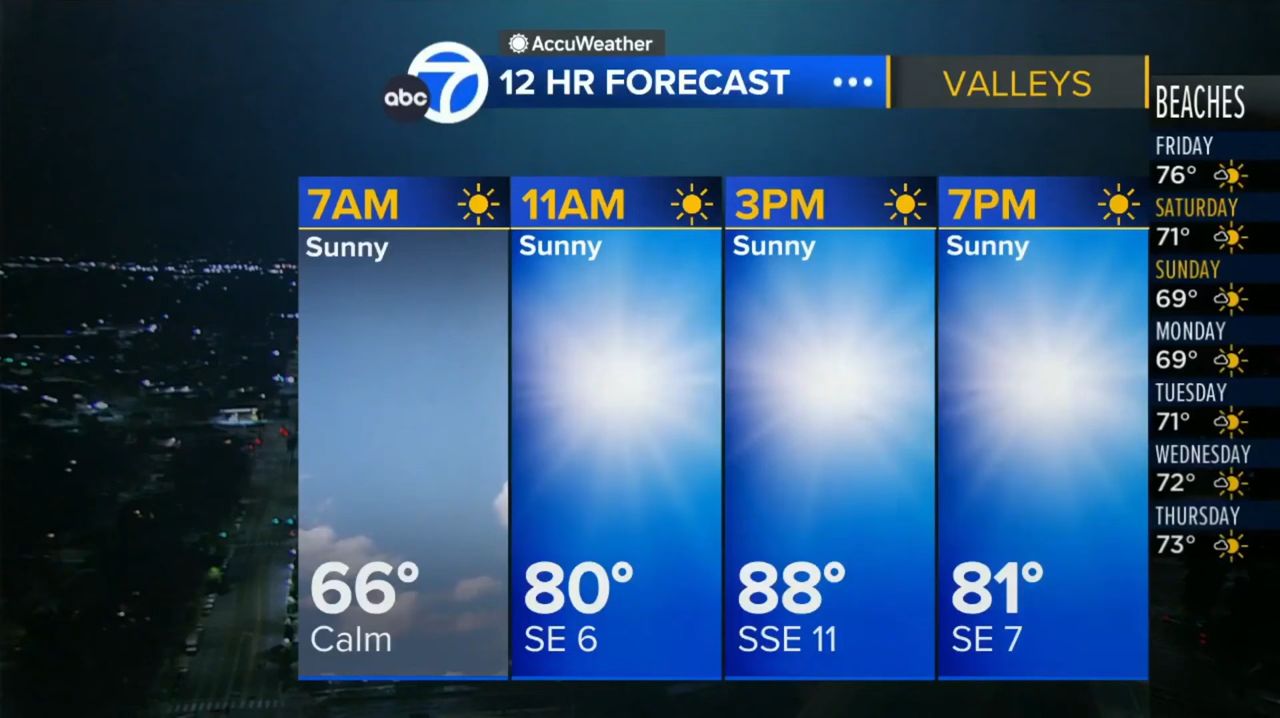 AccuWeather
abc 7 12 HR FORECAST ••• VALLEYS
7AM
Sunny
66°
Calm
11AM
Sunny
80°
SE 6
3PM
Sunny
88°
SSE 11
7PM
Sunny
81°
SE 7
BEACHES
FRIDAY
76°
SATURDAY
71°
SUNDAY
69°
MONDAY
69°
TUESDAY
71°
WEDNESDAY
72°
THURSDAY
73°